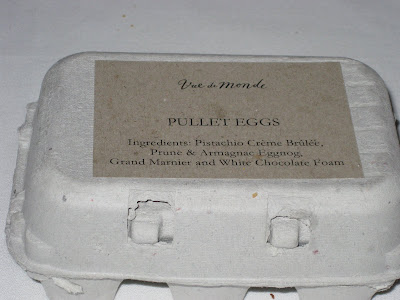 Vue de monde
PULLET EGGS
Ingredients: Pistachio Crème Brûlée,
Prune & Armagnac Eggnog,
Grand Marnier and White Chocolate Foam